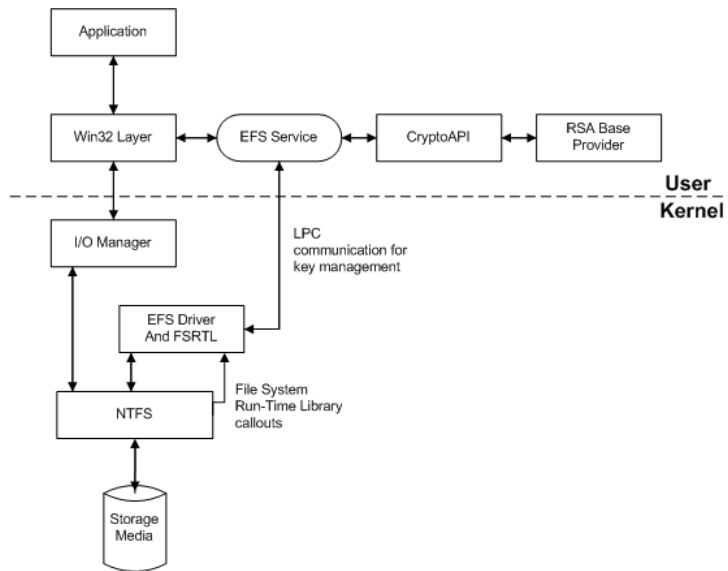 Application
Win32 Layer
EFS Service
CryptoAPI
RSA Base
Provider
User
Kernel
I/O Manager
LPC
communication for
key management
EFS Driver
And FSRTL
File System
Run-Time Library
callouts
NTFS
Storage
Media